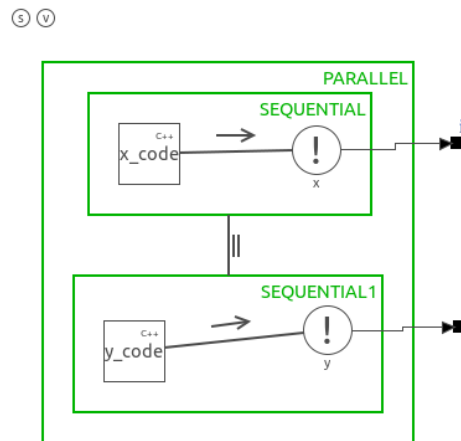 s v
PARALLEL
SEQUENTIAL
C++
x_code
!
x
||
SEQUENTIAL1
C++
y_code
!
y